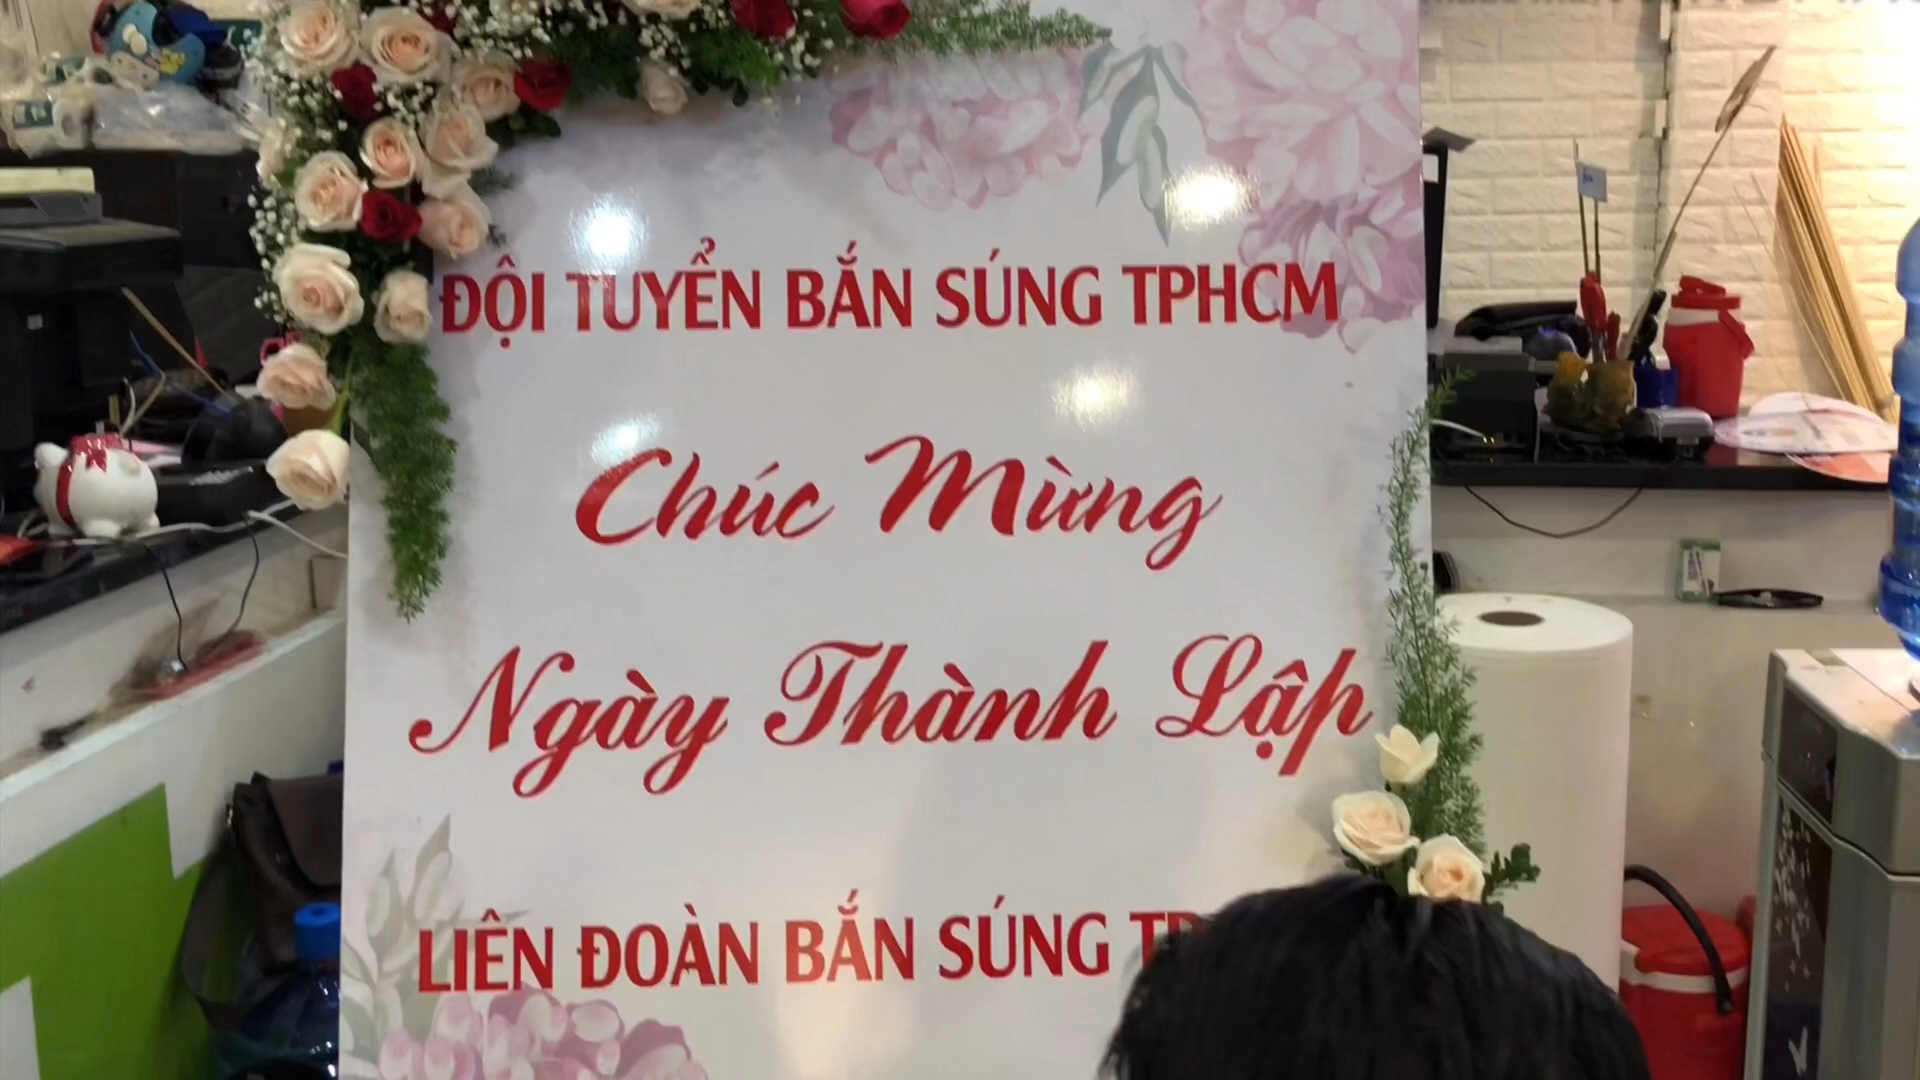 ĐỘI TUYỂN BẮN SÚNG TPHCM
Chúc Mừng
Ngày Thành Lập
LIÊN ĐOÀN BẮN SÚNG